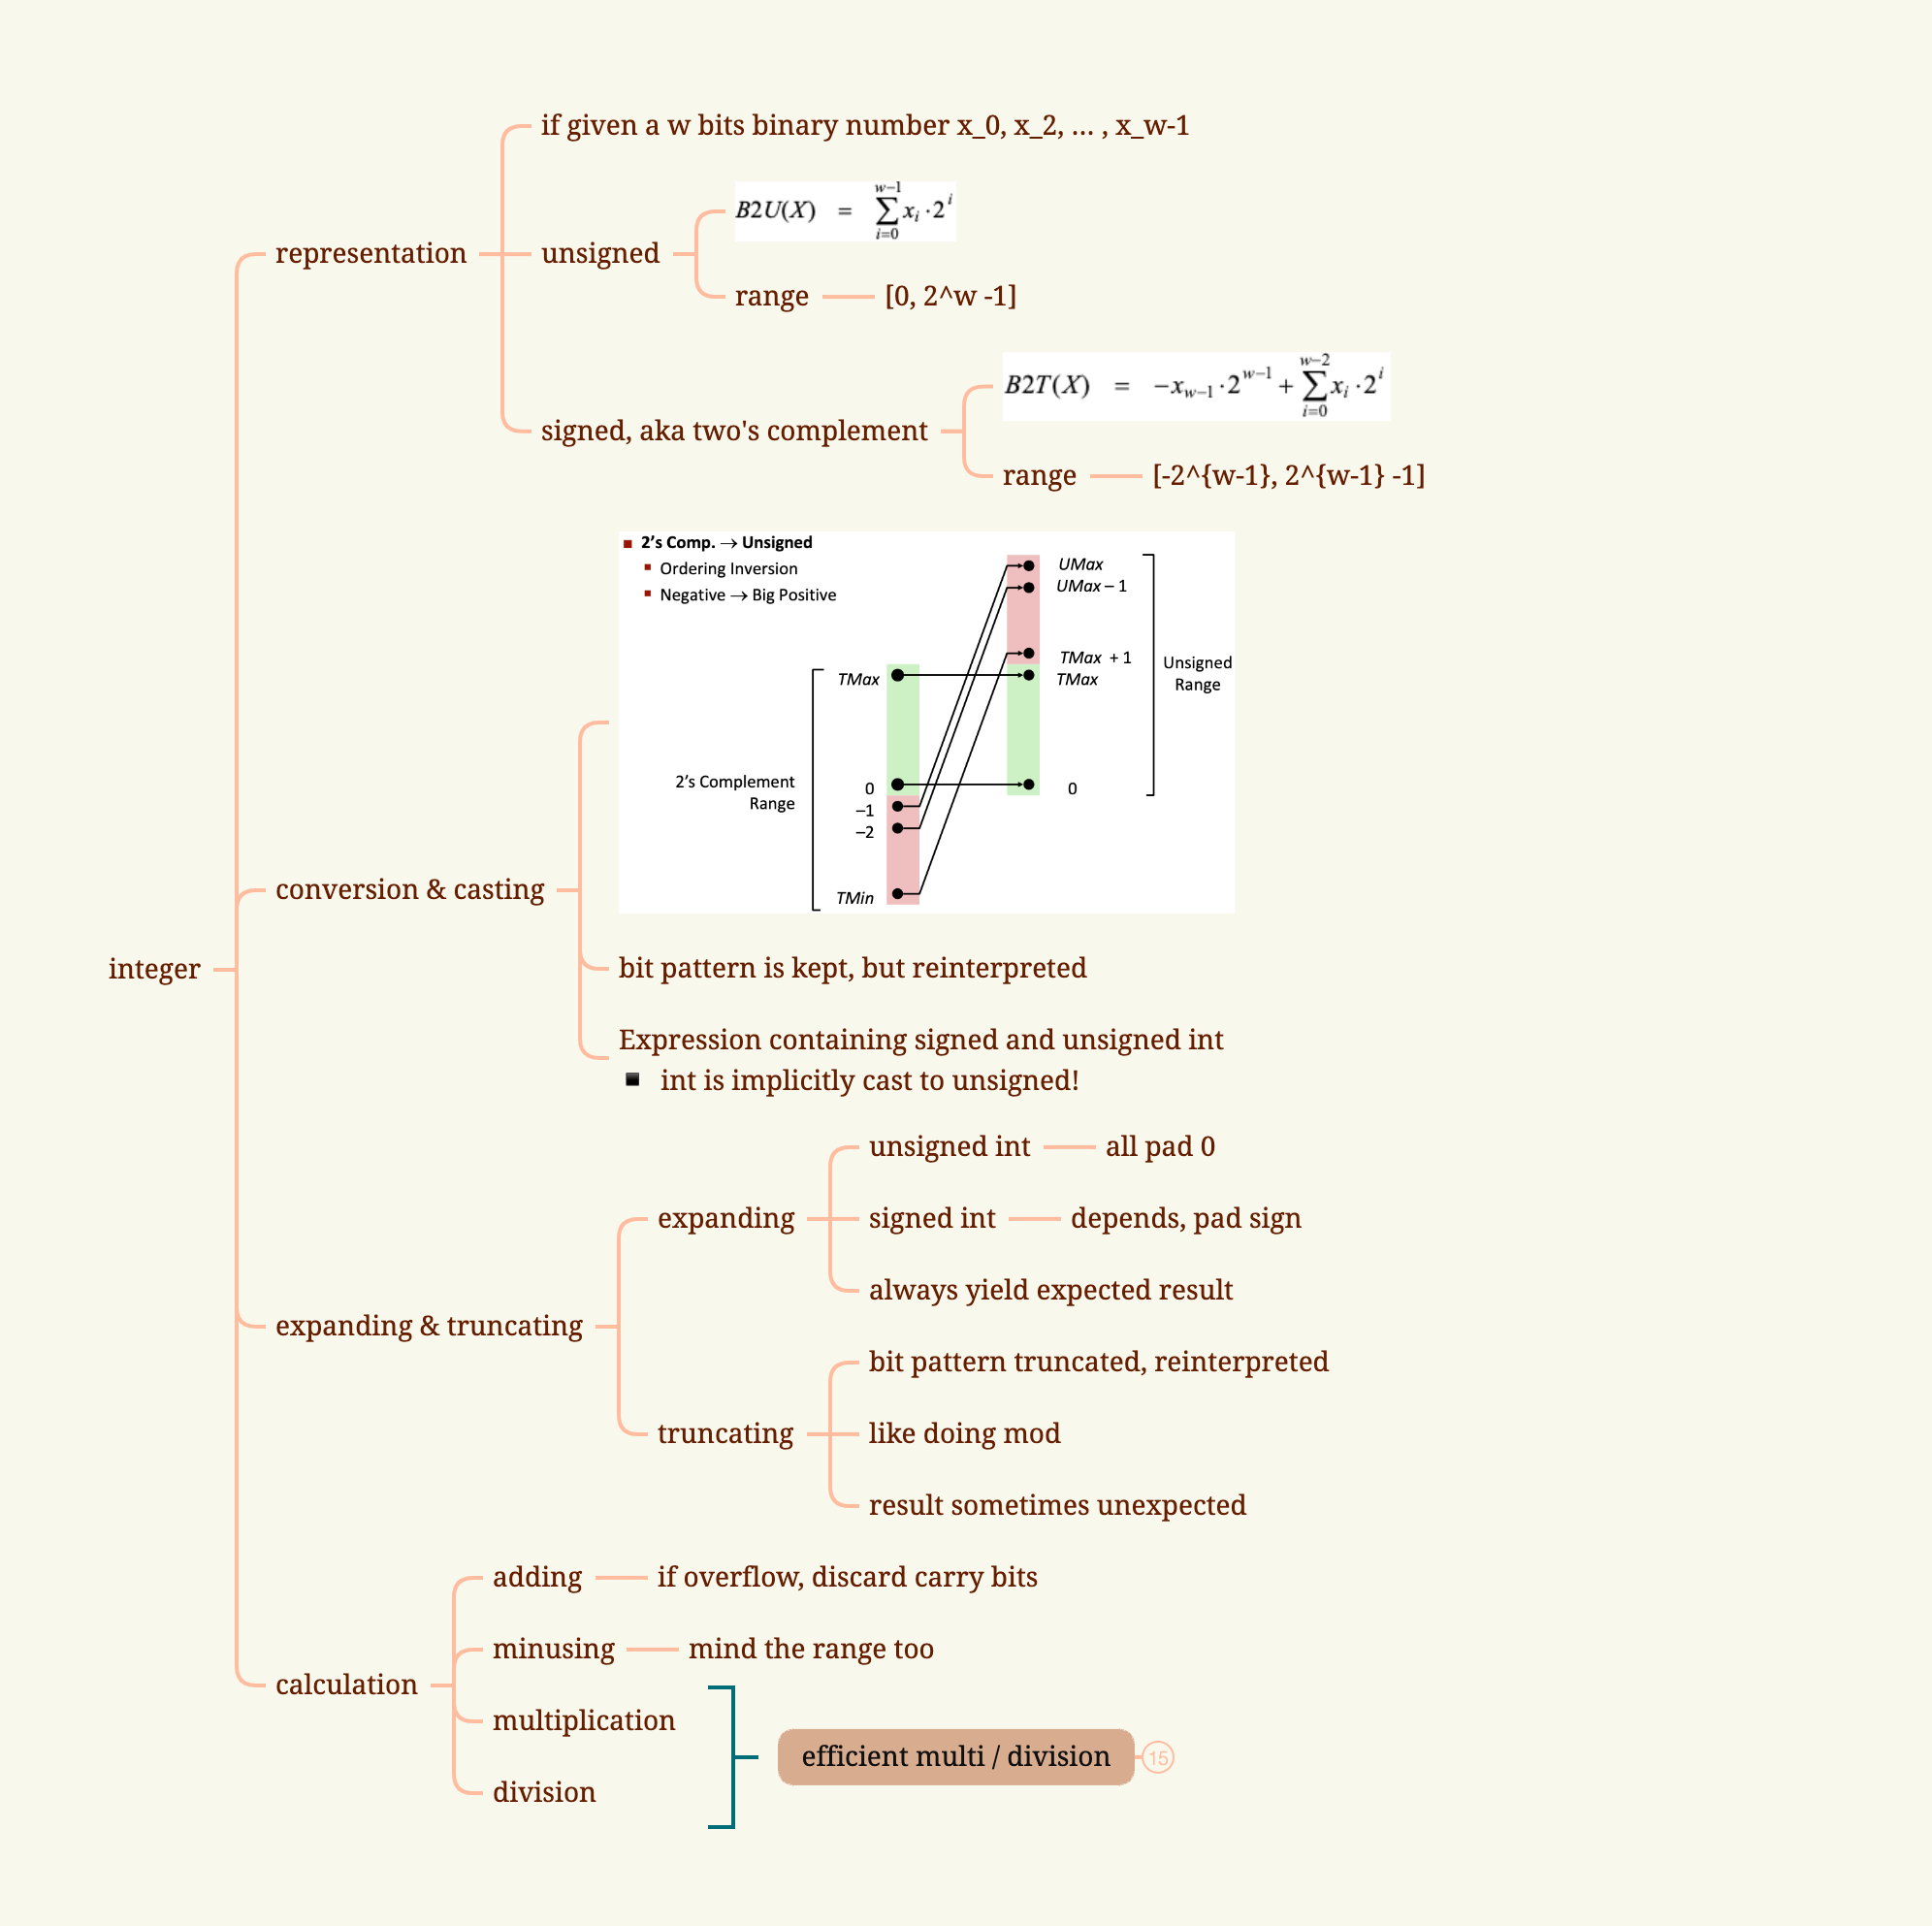 if given a w bits binary number x_0, x_2, ... , x_w-1
B2U(X) = \sum_{i=0}^{w-1} x_i · 2^i
representation
unsigned
range
[0, 2^w -1]
B2T(X) = -x_{w-1} · 2^{w-1} + \sum_{i=0}^{w-2} x_i · 2^i
signed, aka two's complement
range
[-2^{w-1}, 2^{w-1} -1]
■ 2's Comp. → Unsigned
▪ Ordering Inversion
▪ Negative → Big Positive
UMax
UMax – 1
TMax + 1
TMax
Unsigned
Range
0
TMax
2's Complement
Range
0
–1
–2
TMin
conversion & casting
integer
bit pattern is kept, but reinterpreted
Expression containing signed and unsigned int
▪ int is implicitly cast to unsigned!
unsigned int
all pad 0
expanding
signed int
depends, pad sign
always yield expected result
expanding & truncating
bit pattern truncated, reinterpreted
truncating
like doing mod
result sometimes unexpected
adding
if overflow, discard carry bits
minusing
mind the range too
calculation
multiplication
efficient multi / division
15
division